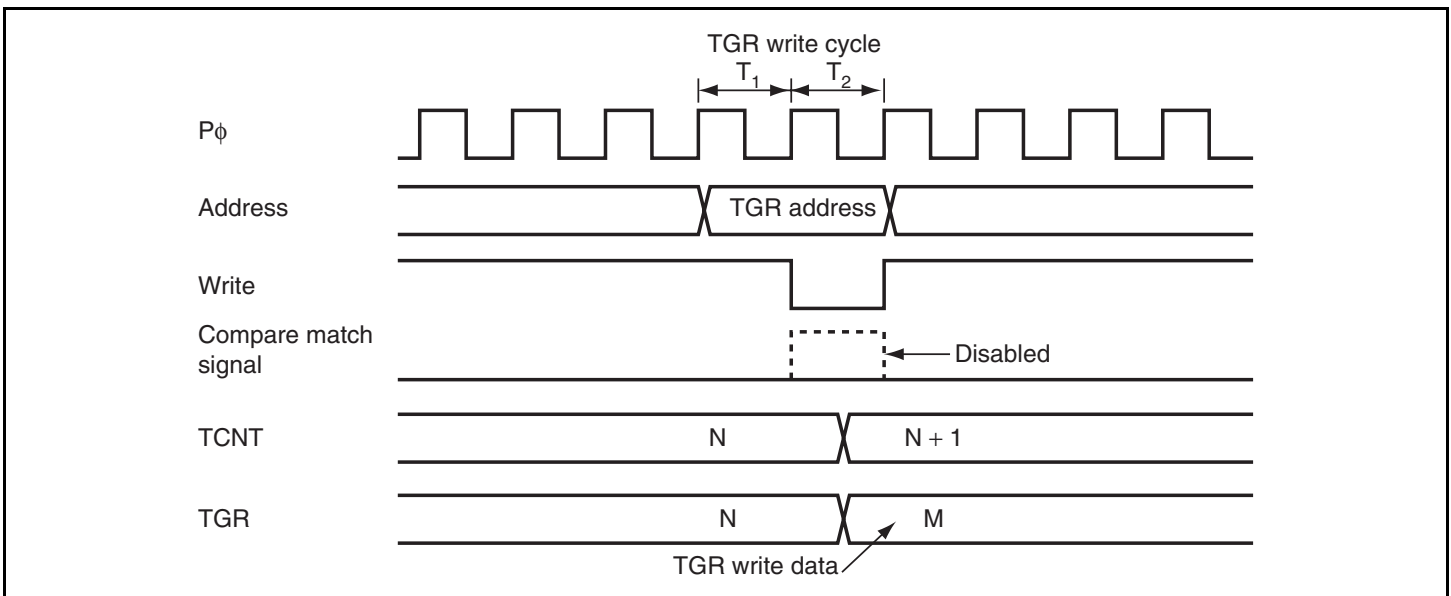 TGR write cycle
T1 T2
Pϕ
Address
TGR address
Write
Compare match
signal
Disabled
TCNT
N
N + 1
TGR
N
M
TGR write data